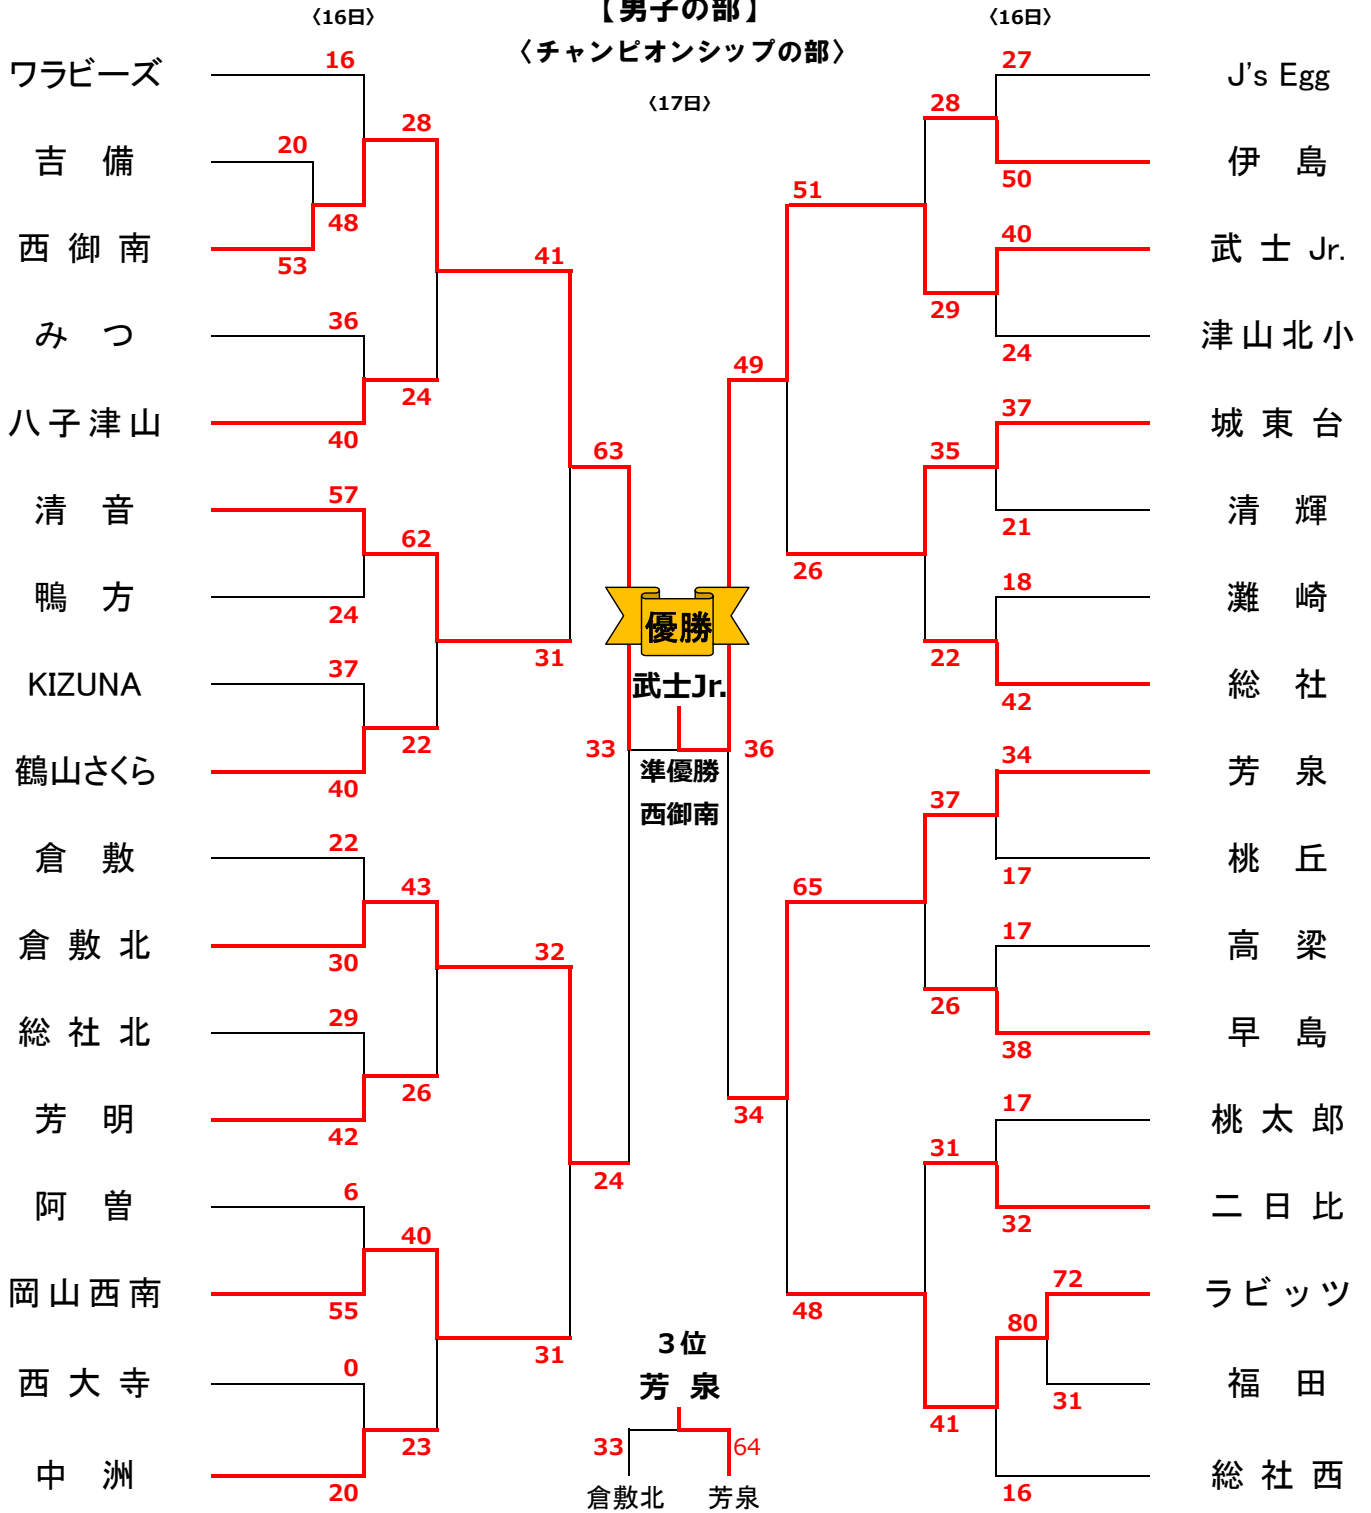 【男子の部】
〈チャンピオンシップの部〉
〈16日〉
〈17日〉
〈16日〉
ワラビーズ
16
吉 備
20
28
48
西 御 南
53
41
み つ
36
24
八 子 津 山
40
63
清 音
57
62
鴨 方
24
31
KIZUNA
37
22
鶴山さくら
40
33
倉 敷
22
43
倉 敷 北
30
32
総 社 北
29
26
芳 明
42
24
阿 曽
6
40
岡 山 西 南
55
31
西 大 寺
0
23
中 洲
20
優勝
武士Jr.
準優勝
西御南
3位
芳 泉
33
64
倉敷北
芳泉
27
J's Egg
28
伊 島
50
51
40
武 士 Jr.
29
津 山 北 小
24
49
37
城 東 台
35
清 輝
21
26
18
灘 崎
22
総 社
42
36
34
芳 泉
37
桃 丘
17
65
17
高 梁
26
早 島
38
34
17
桃 太 郎
31
二 日 比
32
72
ラ ビ ッ ツ
48
80
福 田
31
41
総 社 西
16